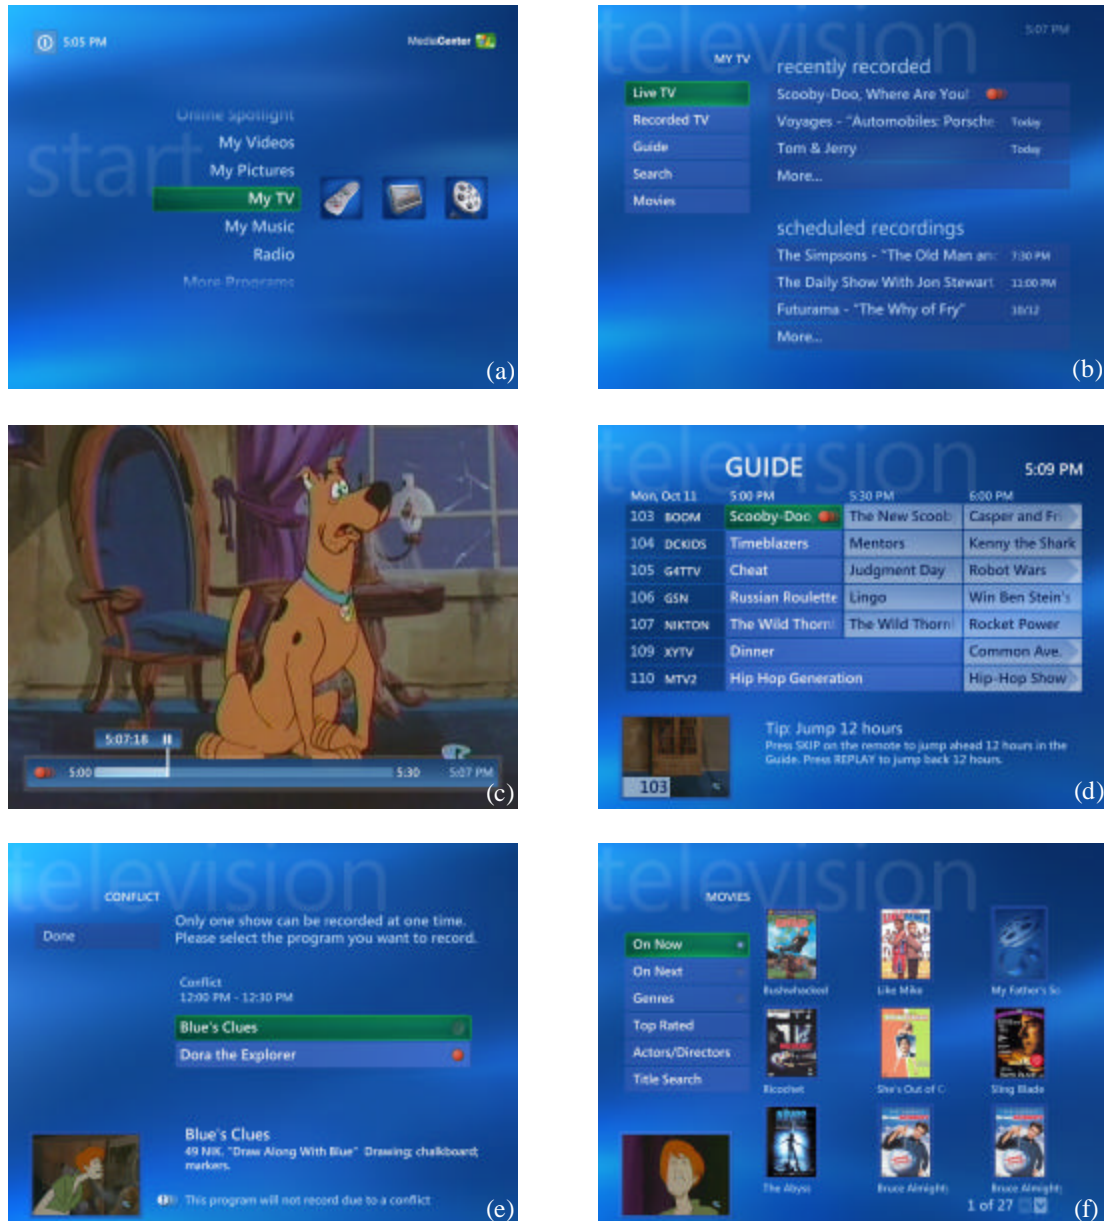 5:05 PM
MediaCenter
Online Spotlight
start
My Videos
My Pictures
My TV
My Music
Radio
More Programs
(a)
television
5:07 PM
MY TV
recently recorded
Live TV
Scooby-Doo, Where Are You!
Recorded TV
Voyages - "Automobiles: Porsche
Today
Guide
Tom & Jerry
Today
Search
More...
Movies
scheduled recordings
The Simpsons - "The Old Man and
7:30 PM
The Daily Show With Jon Stewart
11:00 PM
Futurama - "The Why of Fry"
10/12
More...
(b)
5:07:18
5:00
5:30
5:07 PM
(c)
television
GUIDE
5:09 PM
Mon, Oct 11 5:00 PM 5:30 PM 6:00 PM
103 BOOM Scooby-Doo, The New Scoob Casper and Fri
104 DCKIDS Timeblazers Mentors Kenny the Shark
105 G4TTV Cheat Judgment Day Robot Wars
106 GSN Russian Roulette Lingo Win Ben Stein's
107 NIKTON The Wild Thorn The Wild Thorn Rocket Power
109 XYTV Dinner Common Ave.
110 MTV2 Hip Hop Generation Hip-Hop Show
Tip: Jump 12 hours
Press SKIP on the remote to jump ahead 12 hours in the
Guide. Press REPLAY to jump back 12 hours.
103
(d)
television
CONFLICT
Only one show can be recorded at one time.
Please select the program you want to record.
Done
Conflict
12:00 PM - 12:30 PM
Blue's Clues
Dora the Explorer
Blue's Clues
49 NIK. "Draw Along With Blue" Drawing; chalkboard;
markers.
This program will not record due to a conflict
(e)
television
MOVIES
On Now
On Next
Genres
Top Rated
Actors/Directors
Title Search
Bushwhacked
Like Mike
My Father's So
Ricochet
She's Out of C
Sling Blade
The Abyss
Bruce Almighty
Bruce Almighty
1 of 27
(f)